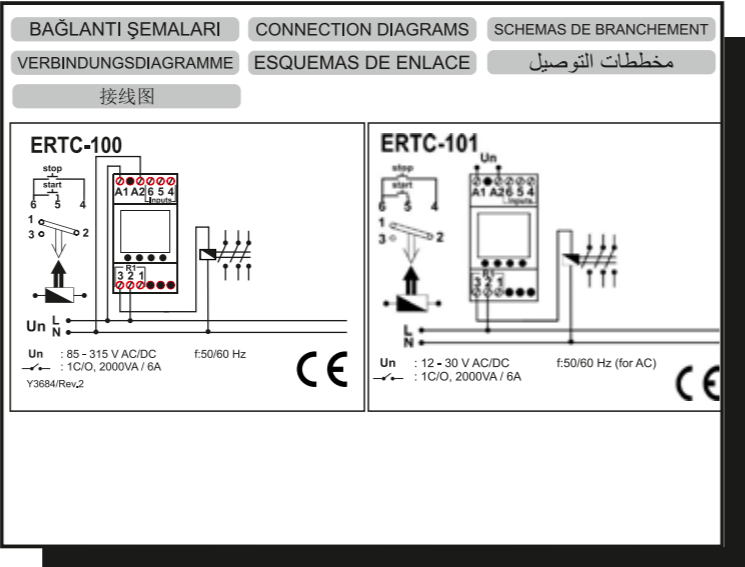 BAĞLANTI ŞEMALARI CONNECTION DIAGRAMS SCHEMAS DE BRANCHEMENT
VERBINDUNGSDIAGRAMME ESQUEMAS DE ENLACE مخططات التوصيل
接线图
ERTC-100
stop
start
6 5 4
1
3 2
A1 A2 6 5 4
Inputs
R1
3 2 1
Un L
N
Un : 85 - 315 V AC/DC f:50/60 Hz
: 1C/O, 2000VA / 6A
Y3684/Rev.2
CE
ERTC-101
Un
stop
start
6 5 4
1
3 2
A1 A2 6 5 4
Inputs
R1
3 2 1
L
N
Un : 12 - 30 V AC/DC f:50/60 Hz (for AC)
: 1C/O, 2000VA / 6A
CE